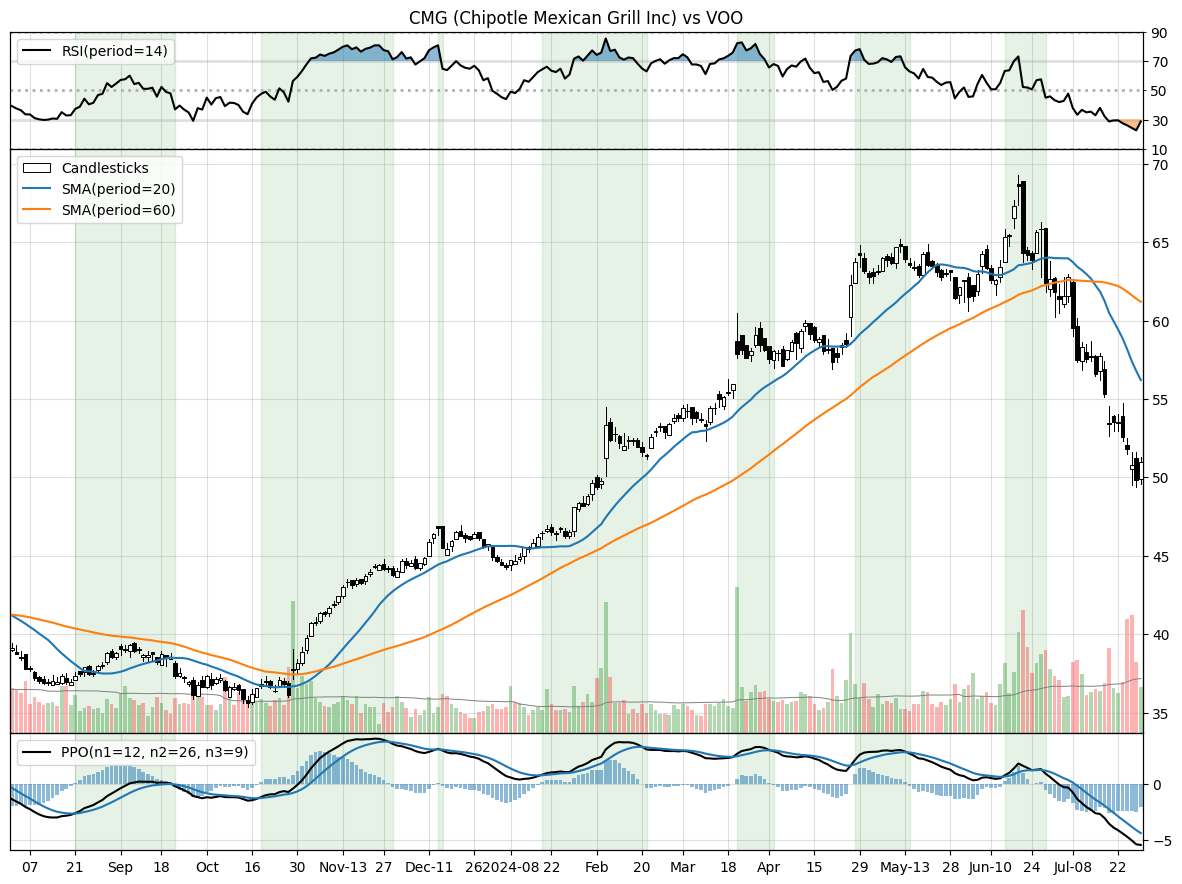 CMG (Chipotle Mexican Grill Inc) vs VOO
RSI(period=14)
90
70
50
30
10
Candlesticks
SMA(period=20)
SMA(period=60)
70
65
60
55
50
45
40
35
PPO(n1=12, n2=26, n3=9)
0
−5
07 21 Sep 18 Oct 16 30 Nov-13 27 Dec-11 26 2024-08 22 Feb 20 Mar 18 Apr 15 29 May-13 28 Jun-10 24 Jul-08 22